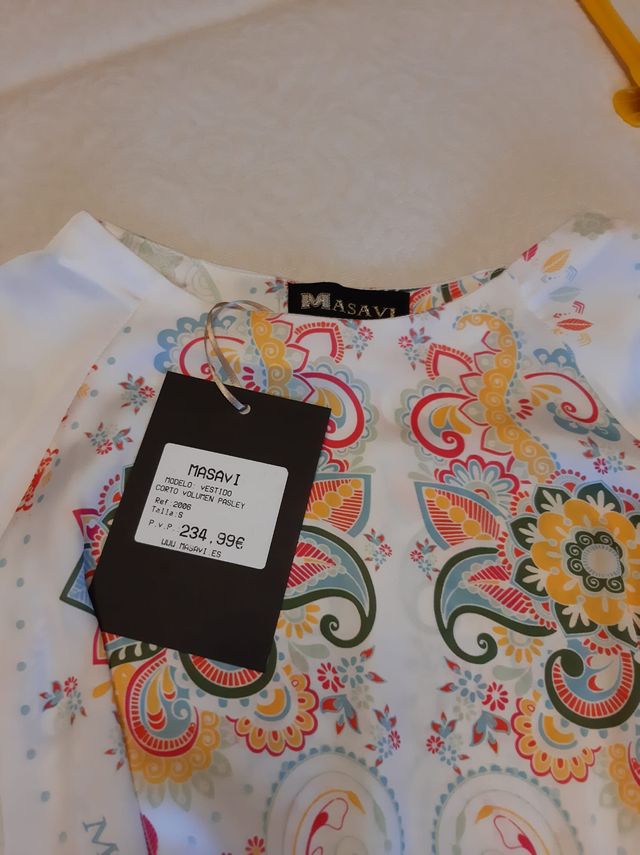 MASAVI
MASAVI
MODELO: VESTIDO
CORTO VOLUMEN PASLEY
Ref:2006
Talla:S
P.V.P. 234,99€
WWW.MASAVI.ES
M